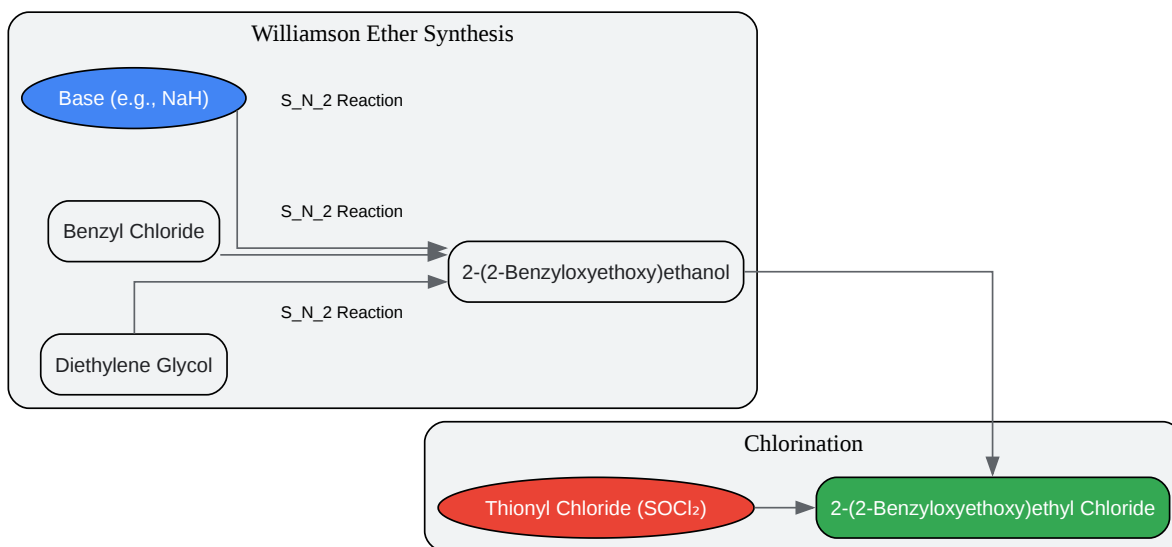 Williamson Ether Synthesis
Base (e.g., NaH)
S_N_2 Reaction
S_N_2 Reaction
Benzyl Chloride
2-(2-Benzyloxyethoxy)ethanol
S_N_2 Reaction
Diethylene Glycol
Chlorination
Thionyl Chloride (SOCl₂)
2-(2-Benzyloxyethoxy)ethyl Chloride